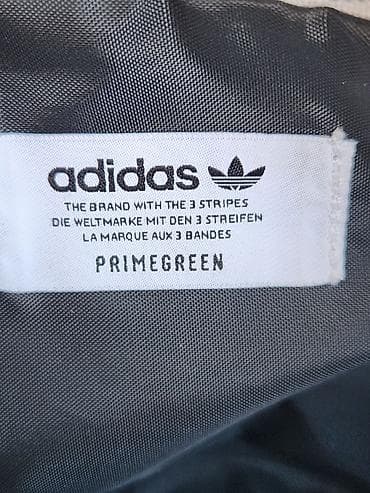 adidas
THE BRAND WITH THE 3 STRIPES
DIE WELTMARKE MIT DEN 3 STREIFEN
LA MARQUE AUX 3 BANDES
PRIMEGREEN